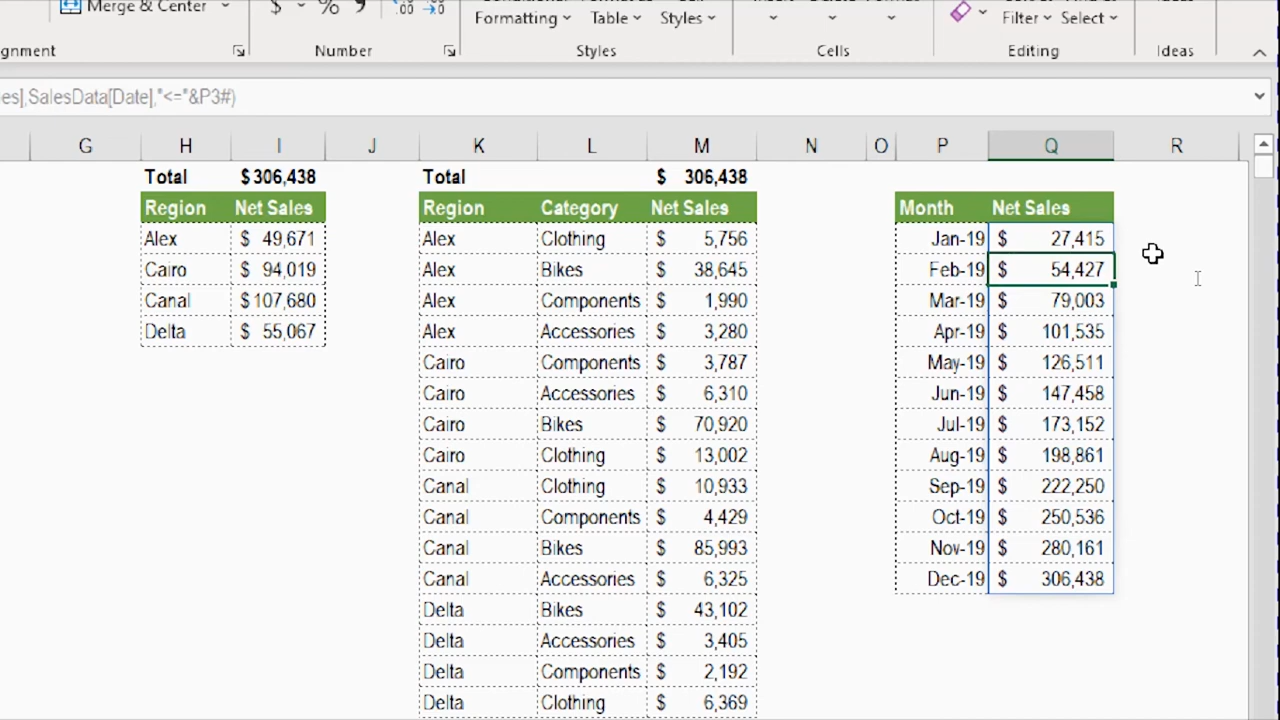 Merge & Center $ % 9
Formatting Table Styles
Filter Select
gnment Number Styles Cells Editing Ideas
es],SalesData[Date],"<="&P3#)
G H I J K L M N O P Q R
Total $306,438 Total $ 306,438
Region Net Sales Region Category Net Sales Month Net Sales
Alex $ 49,671 Alex Clothing $ 5,756 Jan-19 $ 27,415
Cairo $ 94,019 Alex Bikes $ 38,645 Feb-19 $ 54,427
Canal $107,680 Alex Components $ 1,990 Mar-19 $ 79,003
Delta $ 55,067 Alex Accessories $ 3,280 Apr-19 $ 101,535
Cairo Components $ 3,787 May-19 $ 126,511
Cairo Accessories $ 6,310 Jun-19 $ 147,458
Cairo Bikes $ 70,920 Jul-19 $ 173,152
Cairo Clothing $ 13,002 Aug-19 $ 198,861
Canal Clothing $ 10,933 Sep-19 $ 222,250
Canal Components $ 4,429 Oct-19 $ 250,536
Canal Bikes $ 85,993 Nov-19 $ 280,161
Canal Accessories $ 6,325 Dec-19 $ 306,438
Delta Bikes $ 43,102
Delta Accessories $ 3,405
Delta Components $ 2,192
Delta Clothing $ 6,369